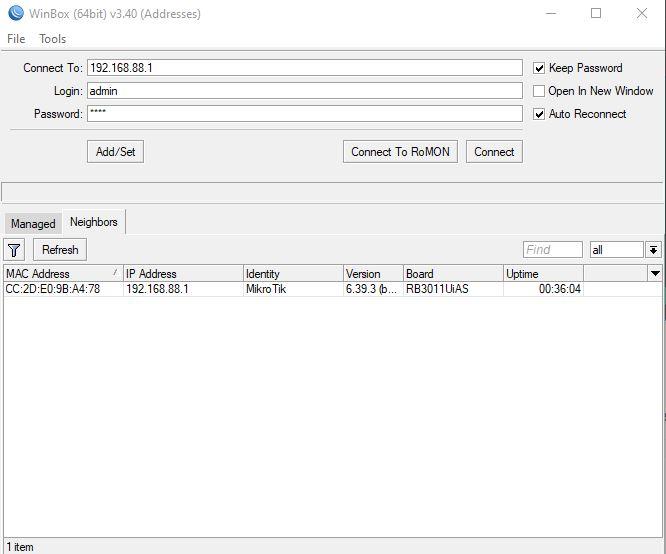 WinBox (64bit) v3.40 (Addresses)
File Tools
Connect To: 192.168.88.1
Keep Password
Login: admin
Open In New Window
Password: ****
Auto Reconnect
Add/Set Connect To RoMON Connect
Managed Neighbors
Refresh Find all
MAC Address / IP Address Identity Version Board Uptime
CC:2D:E0:9B:A4:78 192.168.88.1 MikroTik 6.39.3 (b... RB3011UiAS 00:36:04
1 item